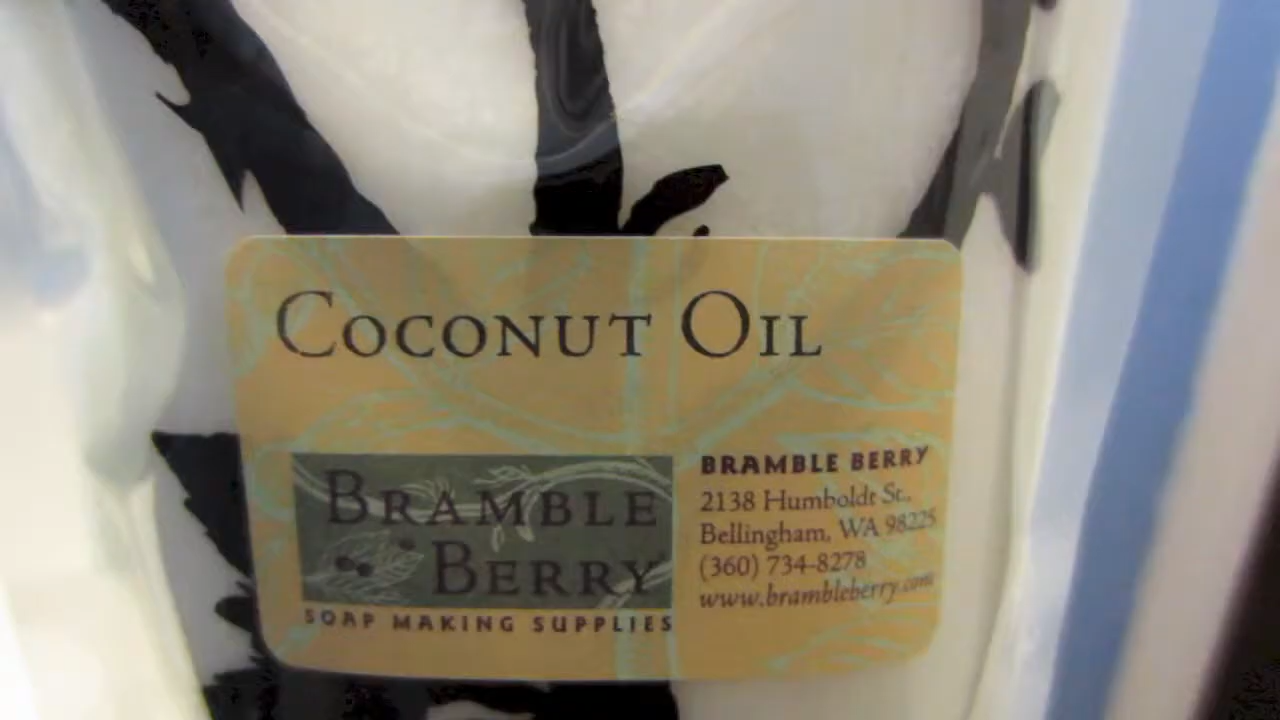 COCONUT OIL
BRAMBLE
BERRY
SOAP MAKING SUPPLIES
BRAMBLE BERRY
2138 Humboldt St.,
Bellingham, WA 98225
(360) 734-8278
www.brambleberry.com